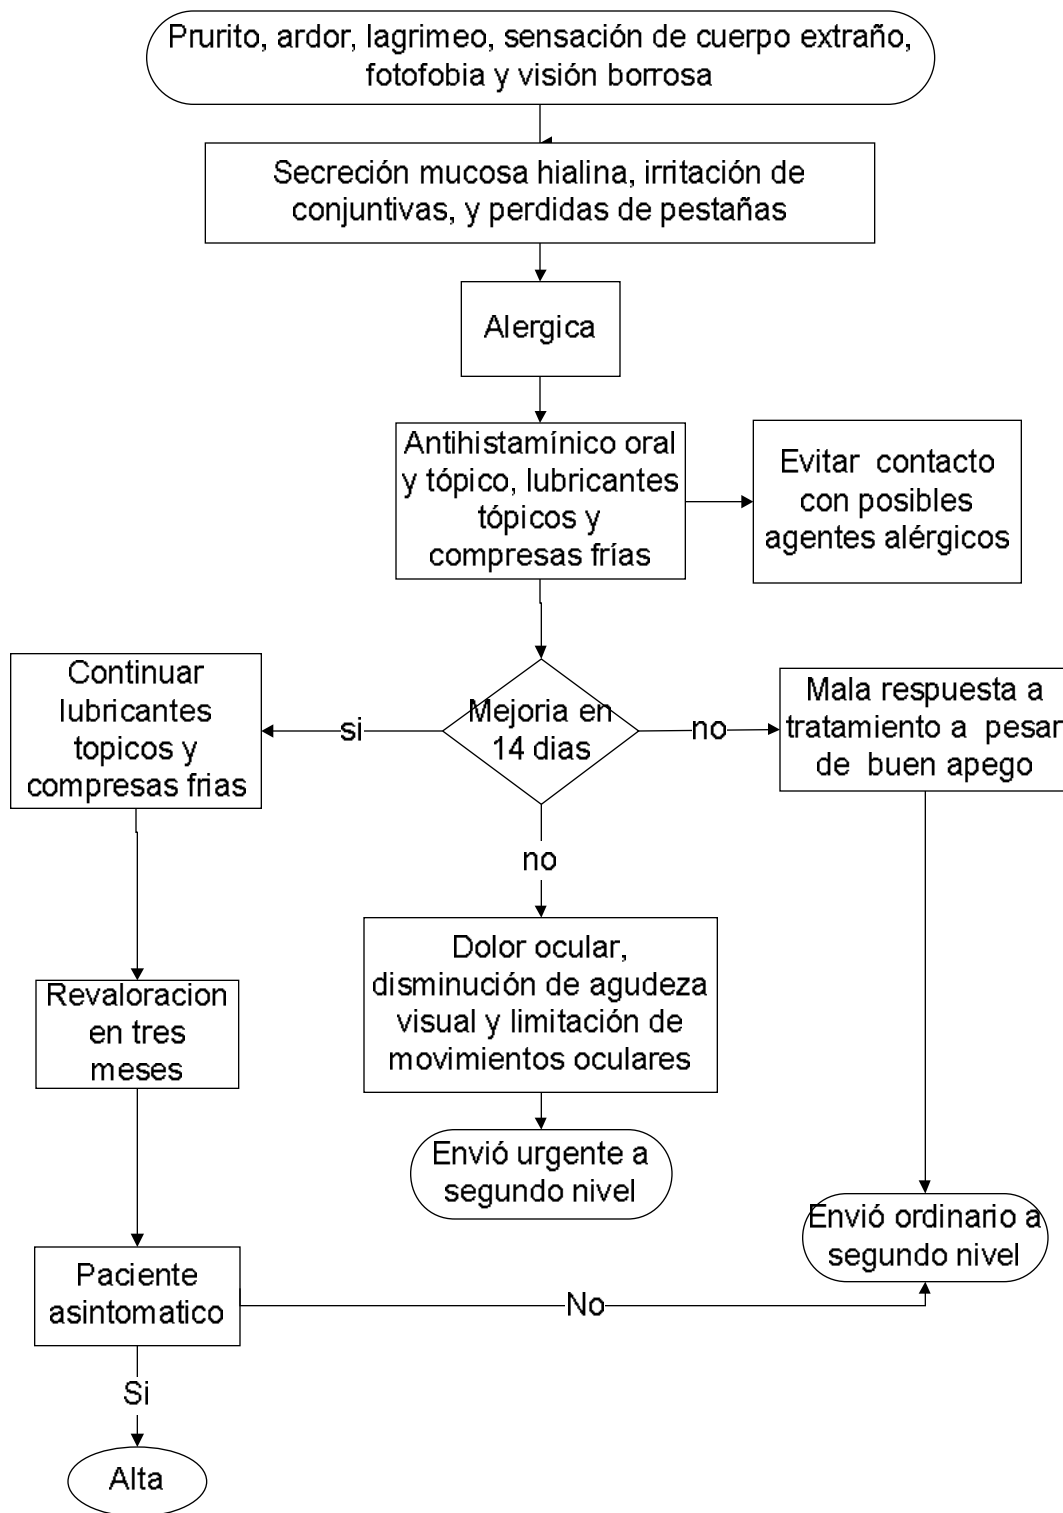 Prurito, ardor, lagrimeo, sensación de cuerpo extraño,
fotofobia y visión borrosa
Secreción mucosa hialina, irritación de
conjuntivas, y perdidas de pestañas
Alergica
Antihistamínico oral
y tópico, lubricantes
tópicos y
compresas frías
Evitar contacto
con posibles
agentes alérgicos
Continuar
lubricantes
topicos y
compresas frias
si
Mejoria en
14 dias
no
Mala respuesta a
tratamiento a pesar
de buen apego
no
Dolor ocular,
disminución de agudeza
visual y limitación de
movimientos oculares
Revaloracion
en tres
meses
Envió urgente a
segundo nivel
Envió ordinario a
segundo nivel
Paciente
asintomatico
No
Si
Alta